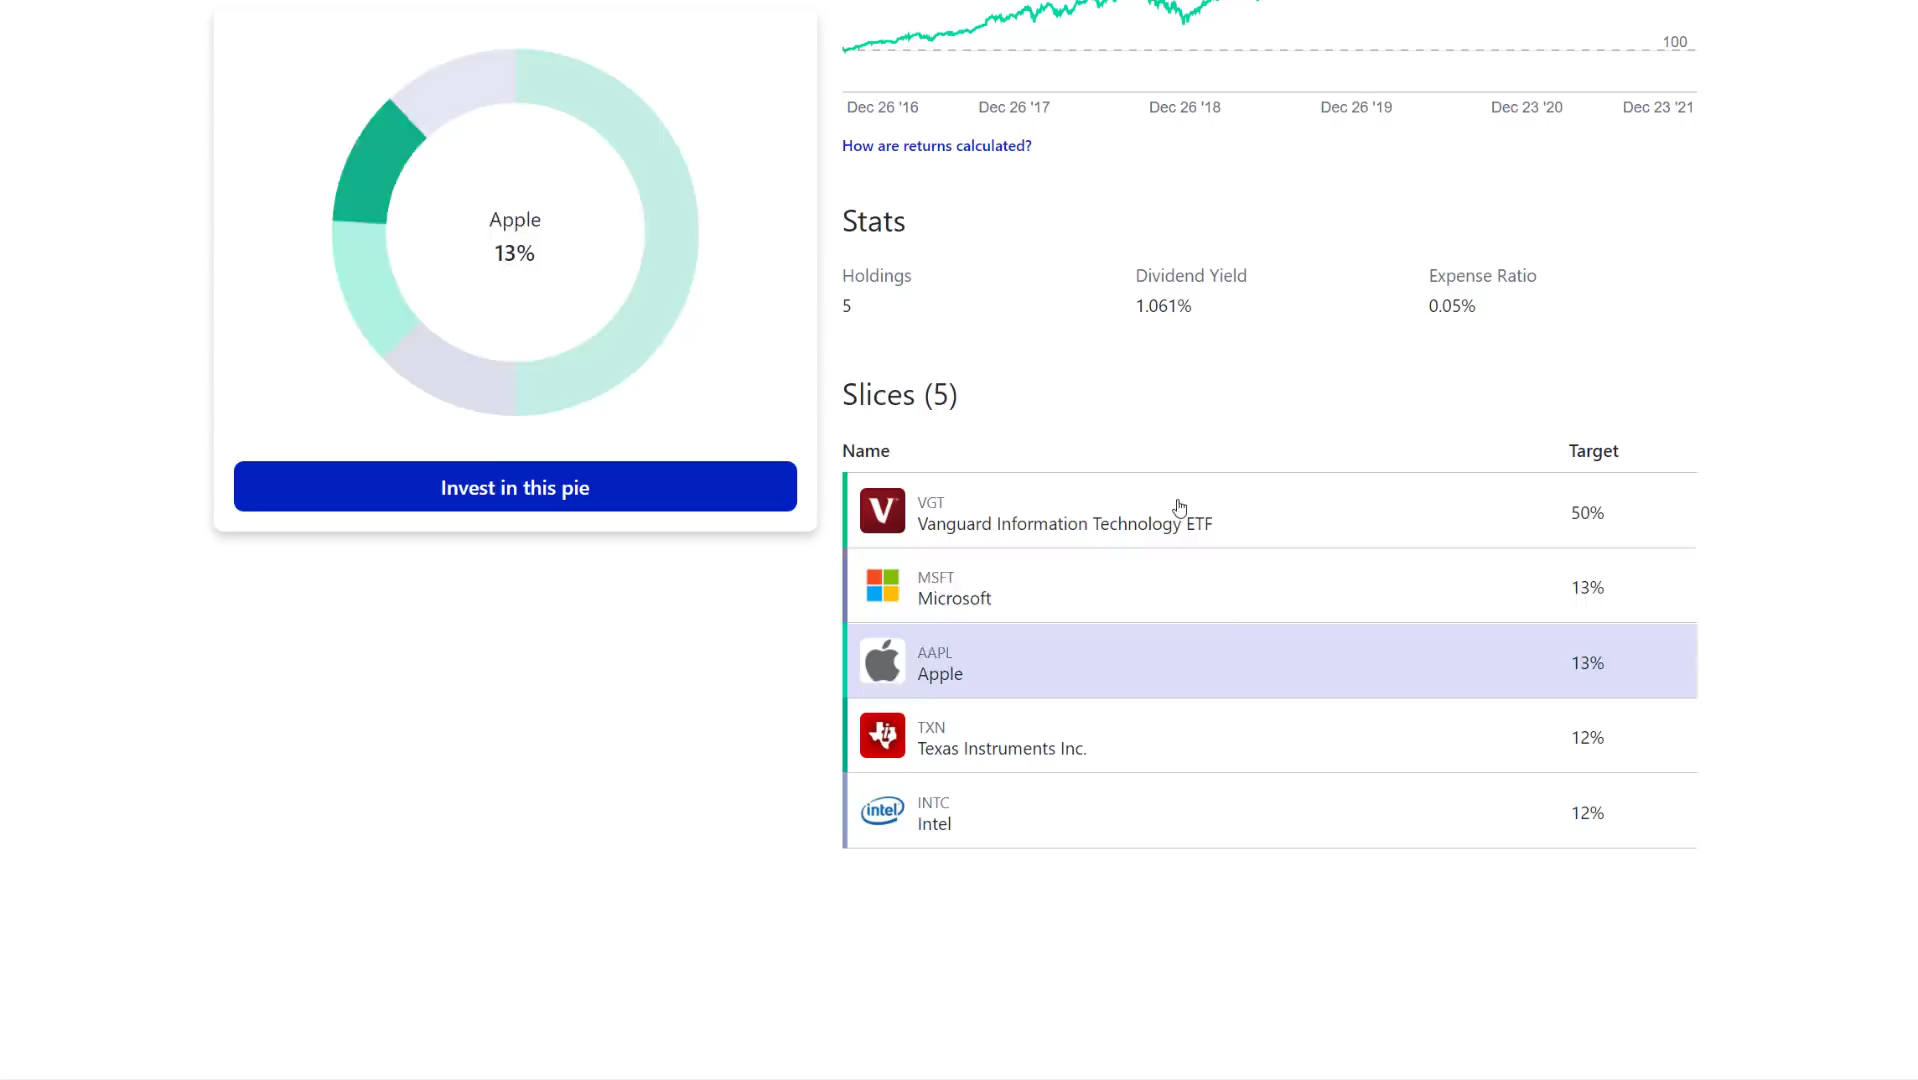 Apple
13%
Invest in this pie
100
Dec 26 '16 Dec 26 '17 Dec 26 '18 Dec 26 '19 Dec 23 '20 Dec 23 '21
How are returns calculated?
Stats
Holdings Dividend Yield Expense Ratio
5 1.061% 0.05%
Slices (5)
Name Target
V VGT
Vanguard Information Technology ETF 50%
MSFT
Microsoft 13%
AAPL
Apple 13%
TXN
Texas Instruments Inc. 12%
intel INTC
Intel 12%